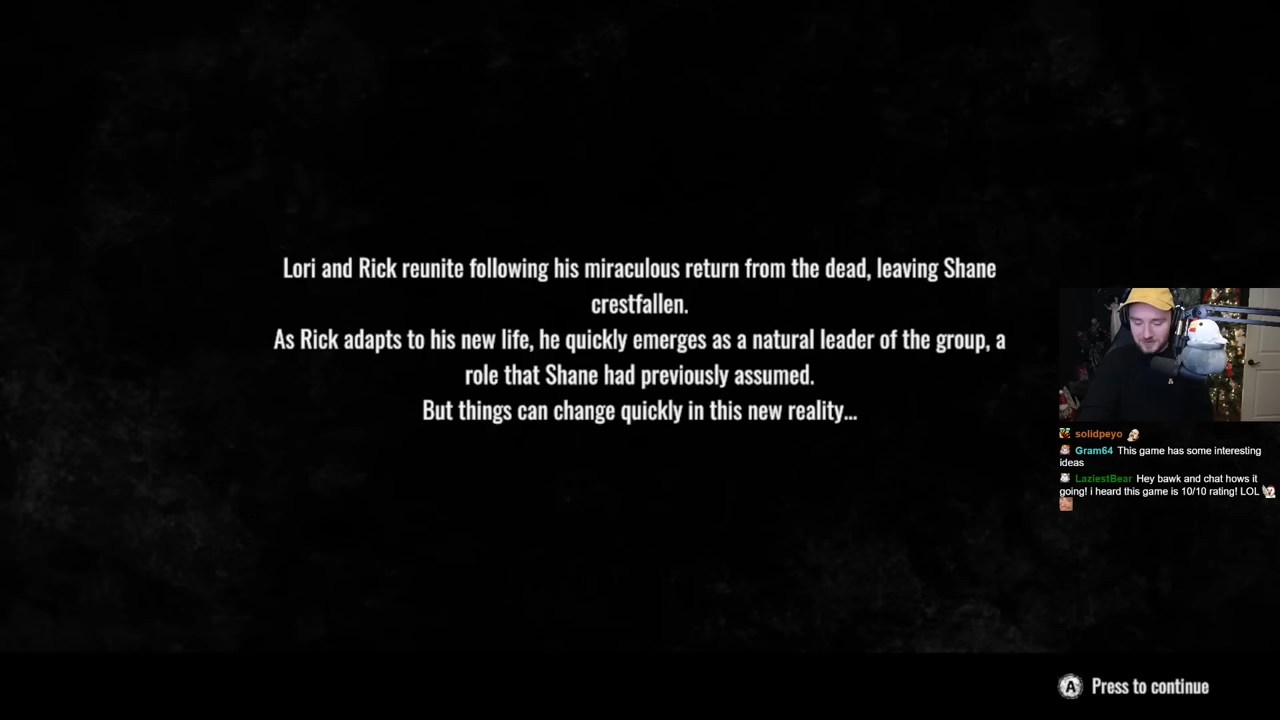 Lori and Rick reunite following his miraculous return from the dead, leaving Shane
crestfallen.
As Rick adapts to his new life, he quickly emerges as a natural leader of the group, a
role that Shane had previously assumed.
But things can change quickly in this new reality...
solidpeyo
Gram64 This game has some interesting
ideas
LaziestBear Hey bawk and chat hows it
going! i heard this game is 10/10 rating! LOL
A Press to continue